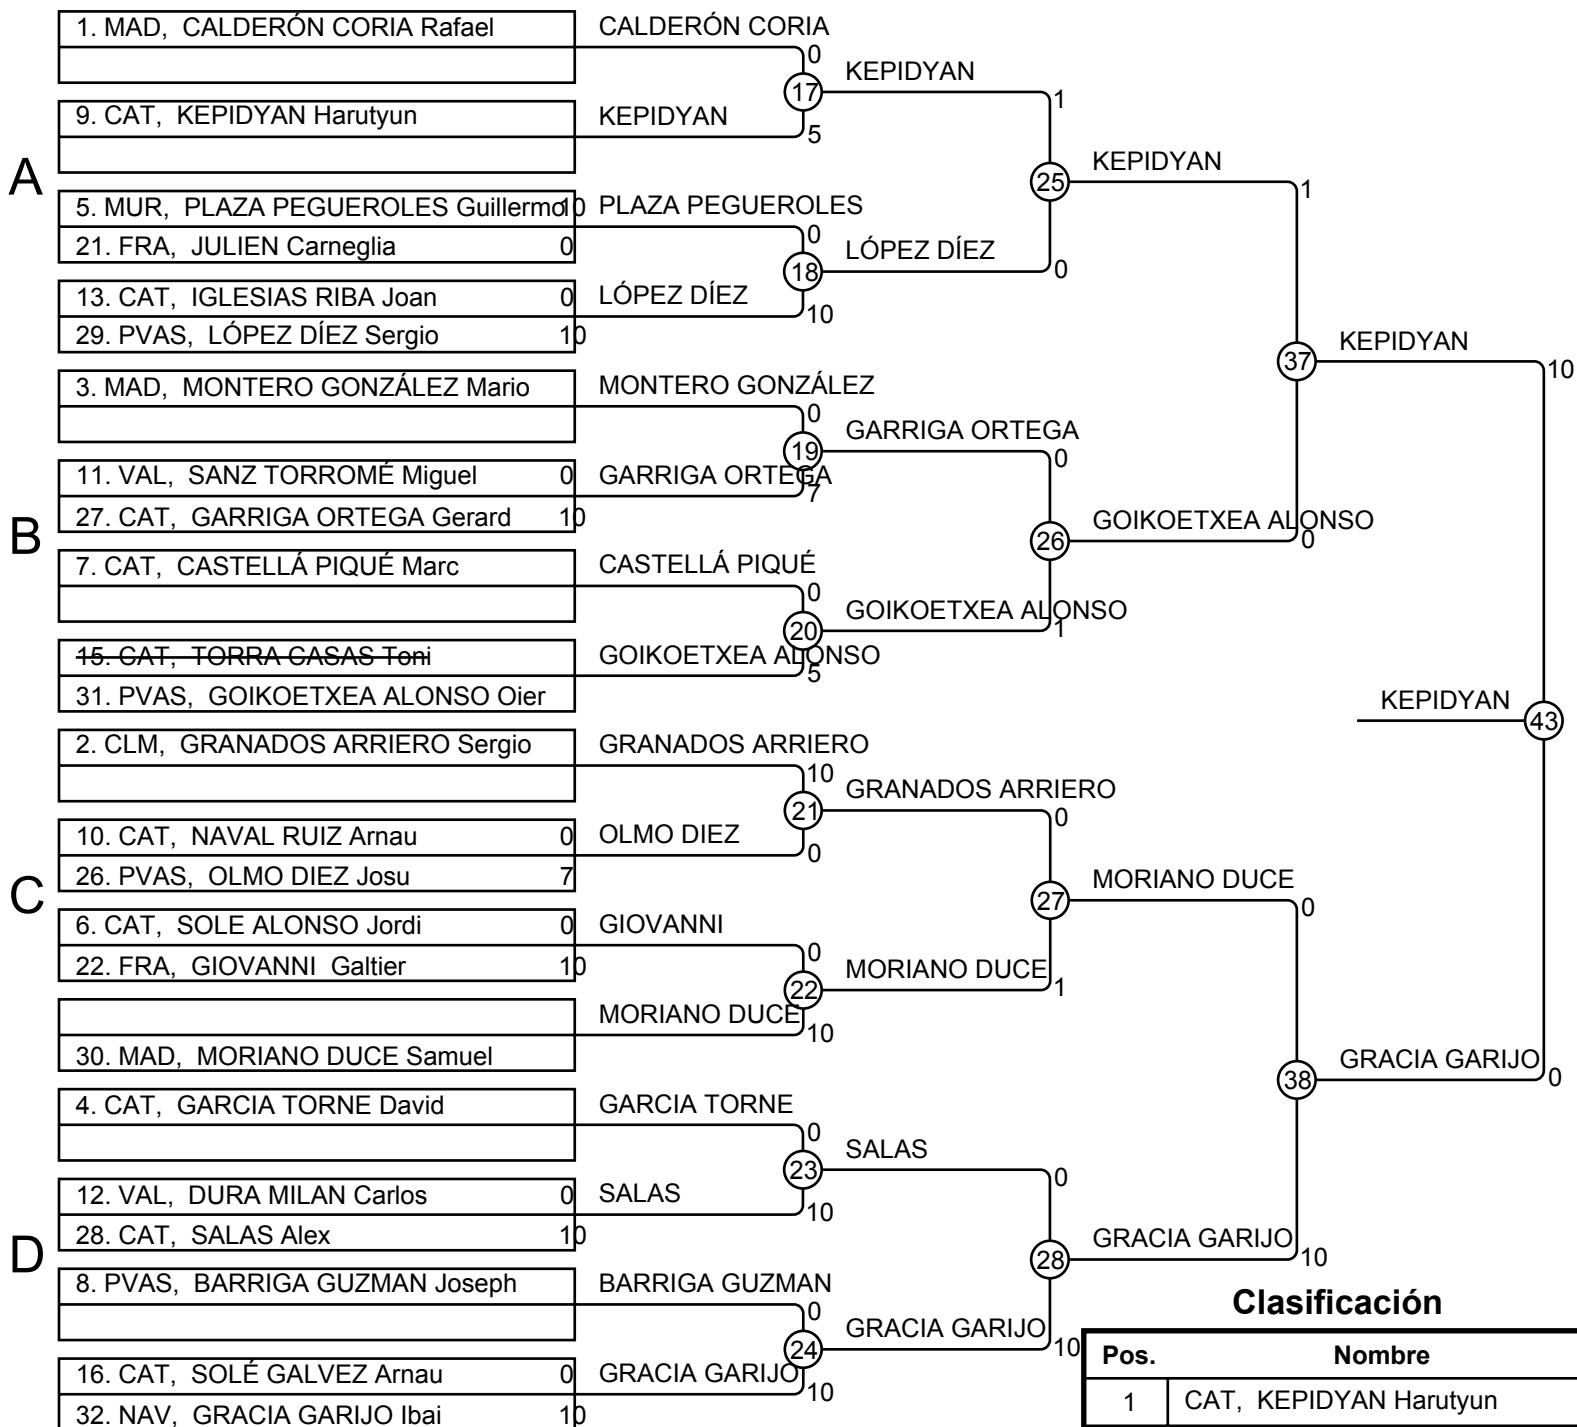 A
1. MAD, CALDERÓN CORIA Rafael
9. CAT, KEPIDYAN Harutyun
5. MUR, PLAZA PEGUEROLES Guillermo 10
21. FRA, JULIEN Carneglia 0
13. CAT, IGLESIAS RIBA Joan 0
29. PVAS, LÓPEZ DÍEZ Sergio 10
B
3. MAD, MONTERO GONZÁLEZ Mario
11. VAL, SANZ TORROMÉ Miguel 0
27. CAT, GARRIGA ORTEGA Gerard 10
7. CAT, CASTELLÁ PIQUÉ Marc
15. CAT, TORRA CASAS Toni
31. PVAS, GOIKOETXEA ALONSO Oier
C
2. CLM, GRANADOS ARRIERO Sergio
10. CAT, NAVAL RUIZ Arnau 0
26. PVAS, OLMO DIEZ Josu 7
6. CAT, SOLE ALONSO Jordi 0
22. FRA, GIOVANNI Galtier 10
30. MAD, MORIANO DUCE Samuel
D
4. CAT, GARCIA TORNE David
12. VAL, DURA MILAN Carlos 0
28. CAT, SALAS Alex 10
8. PVAS, BARRIGA GUZMAN Joseph
16. CAT, SOLÉ GALVEZ Arnau 0
32. NAV, GRACIA GARIJO Ibai 10
CALDERÓN CORIA
0
17
KEPIDYAN
5
PLAZA PEGUEROLES
0
18
LÓPEZ DÍEZ
10
MONTERO GONZÁLEZ
0
19
GARRIGA ORTEGA
7
CASTELLÁ PIQUÉ
0
20
GOIKOETXEA ALONSO
5
GRANADOS ARRIERO
10
21
OLMO DIEZ
0
GIOVANNI
0
22
MORIANO DUCE
10
GARCIA TORNE
0
23
SALAS
10
BARRIGA GUZMAN
0
24
GRACIA GARIJO
10
KEPIDYAN
1
25
LÓPEZ DÍEZ
0
GARRIGA ORTEGA
0
26
GOIKOETXEA ALONSO
1
GRANADOS ARRIERO
0
27
MORIANO DUCE
1
SALAS
0
28
GRACIA GARIJO
10
KEPIDYAN
1
37
GOIKOETXEA ALONSO
0
MORIANO DUCE
0
38
GRACIA GARIJO
10
KEPIDYAN
10
KEPIDYAN
43
GRACIA GARIJO
0
Clasificación
Pos. Nombre
1 CAT, KEPIDYAN Harutyun